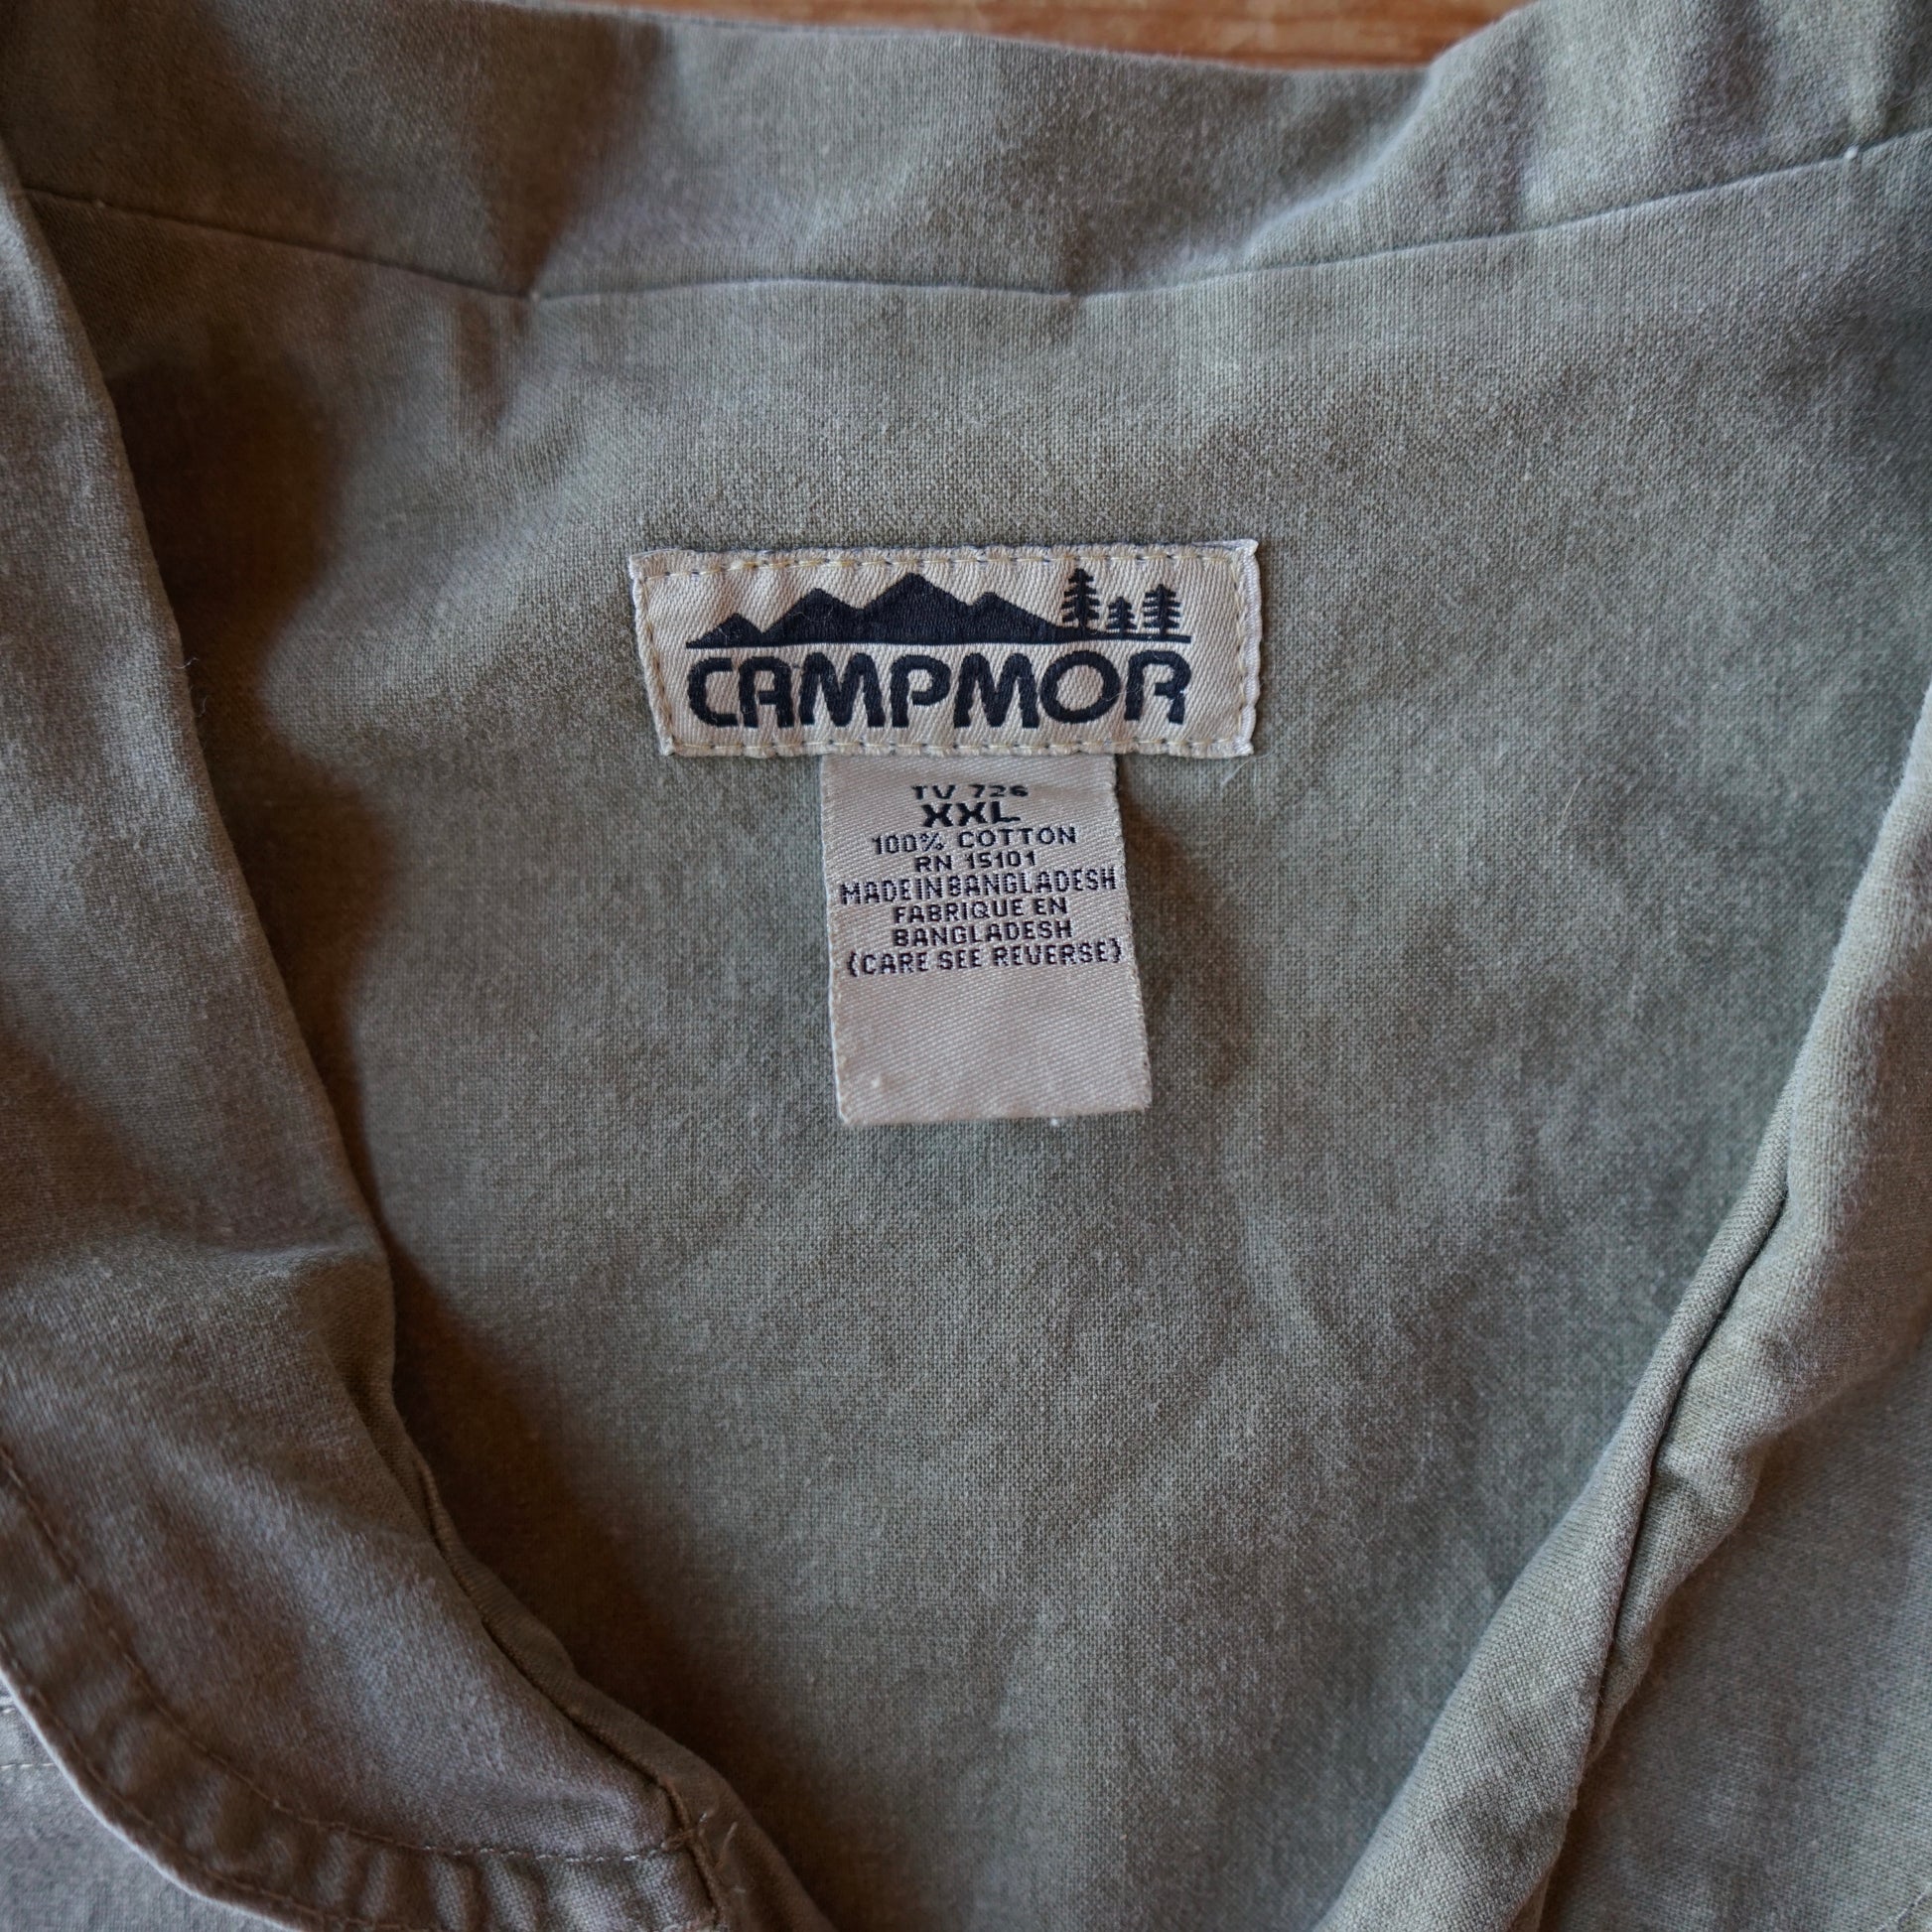 CAMPMOR
TV 726
XXL
100% COTTON
RN 15101
MADE IN BANGLADESH
FABRIQUE EN
BANGLADESH
(CARE SEE REVERSE)